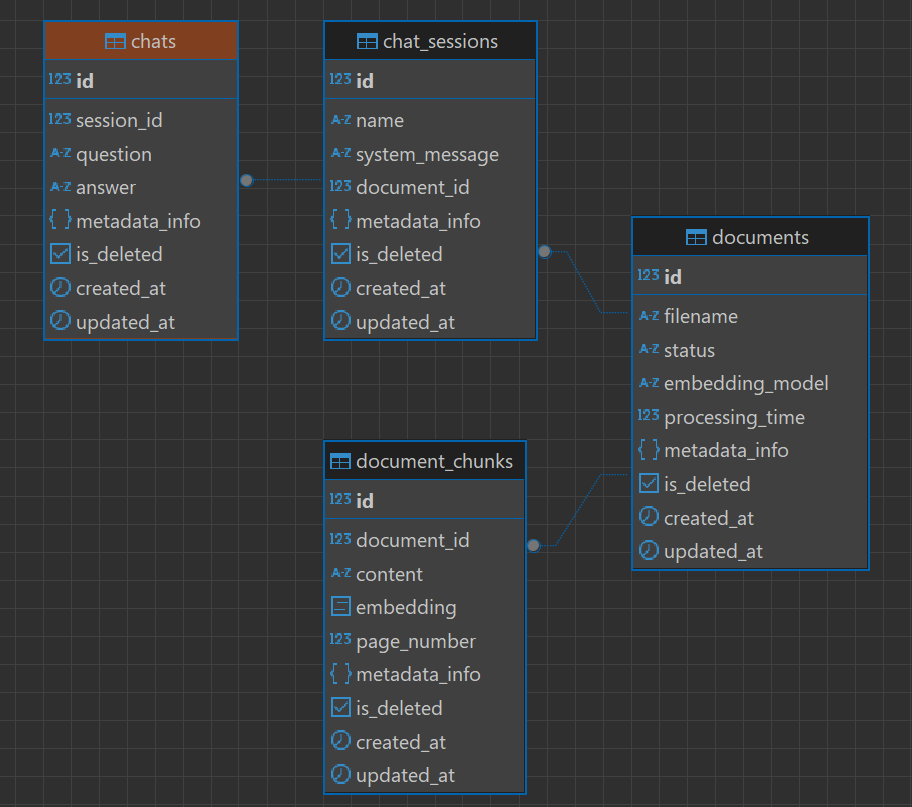 chats
123 id
123 session_id
A-Z question
A-Z answer
{ } metadata_info
is_deleted
created_at
updated_at
chat_sessions
123 id
A-Z name
A-Z system_message
123 document_id
{ } metadata_info
is_deleted
created_at
updated_at
documents
123 id
A-Z filename
A-Z status
A-Z embedding_model
123 processing_time
{ } metadata_info
is_deleted
created_at
updated_at
document_chunks
123 id
123 document_id
A-Z content
embedding
123 page_number
{ } metadata_info
is_deleted
created_at
updated_at